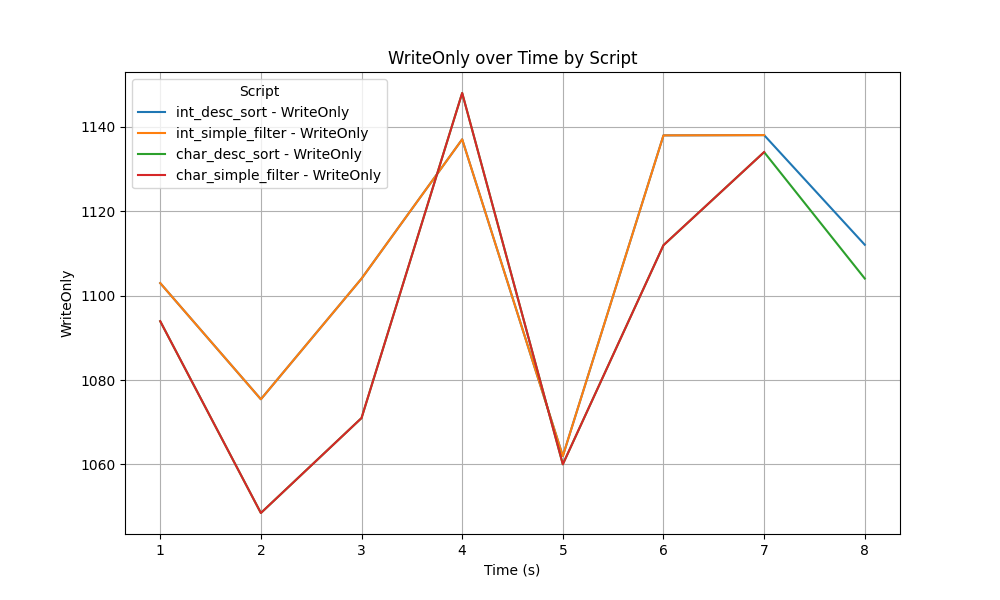 WriteOnly over Time by Script
Script
int_desc_sort - WriteOnly
int_simple_filter - WriteOnly
char_desc_sort - WriteOnly
char_simple_filter - WriteOnly
WriteOnly
1140
1120
1100
1080
1060
1 2 3 4 5 6 7 8
Time (s)